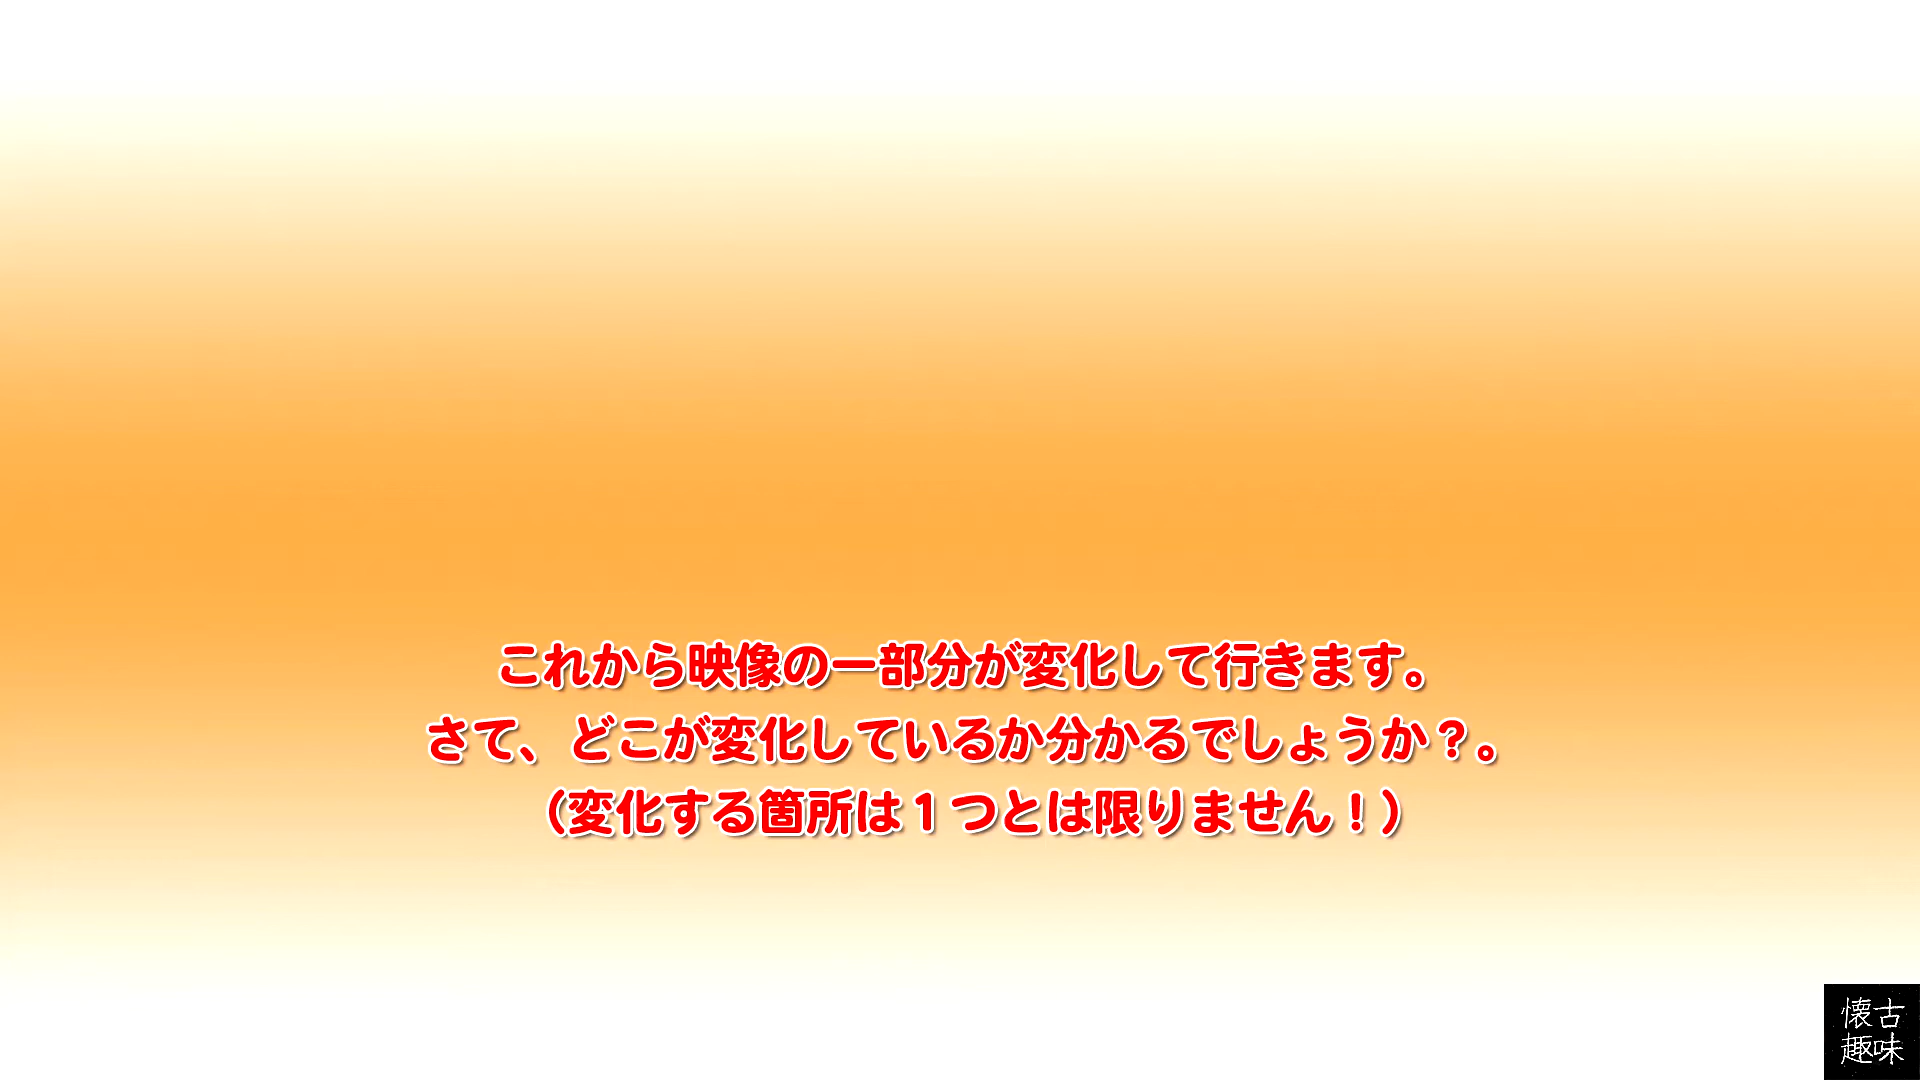 これから映像の一部分が変化して行きます。
さて、どこが変化しているか分かるでしょうか？。
（変化する箇所は１つとは限りません！）
懐古
趣味